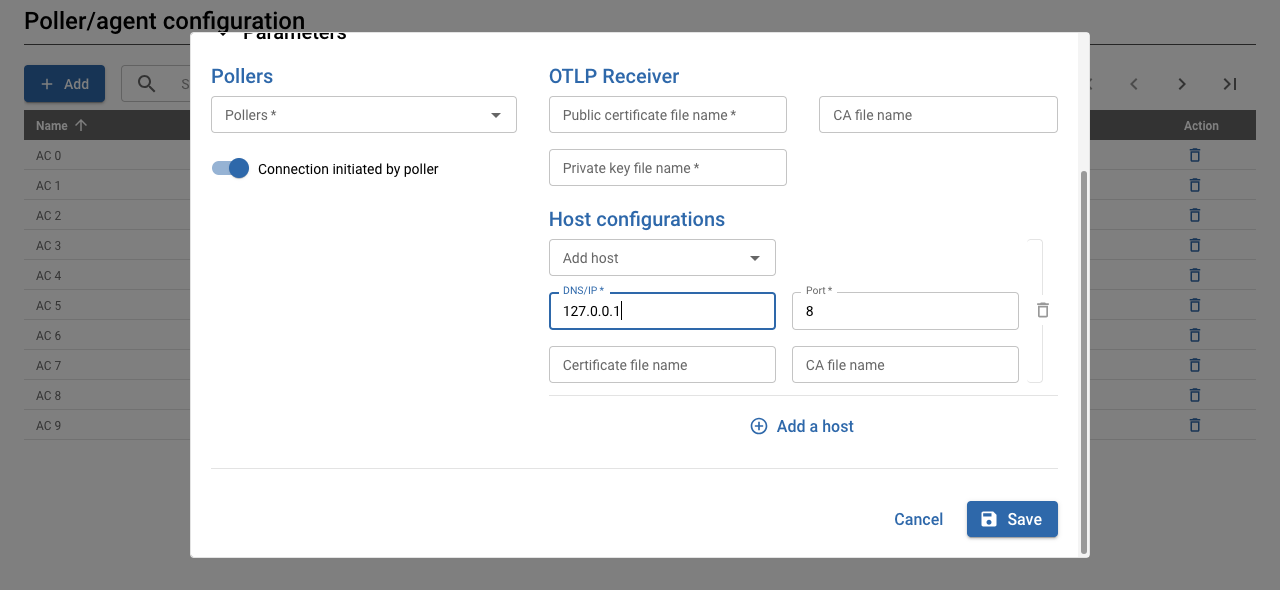 Poller/agent configuration
Parameters
Add
S
Name
Action
AC 0
AC 1
AC 2
AC 3
AC 4
AC 5
AC 6
AC 7
AC 8
AC 9
Pollers
Pollers *
Connection initiated by poller
OTLP Receiver
Public certificate file name *
CA file name
Private key file name *
Host configurations
Add host
DNS/IP *
127.0.0.1
Port *
8
Certificate file name
CA file name
Add a host
Cancel
Save